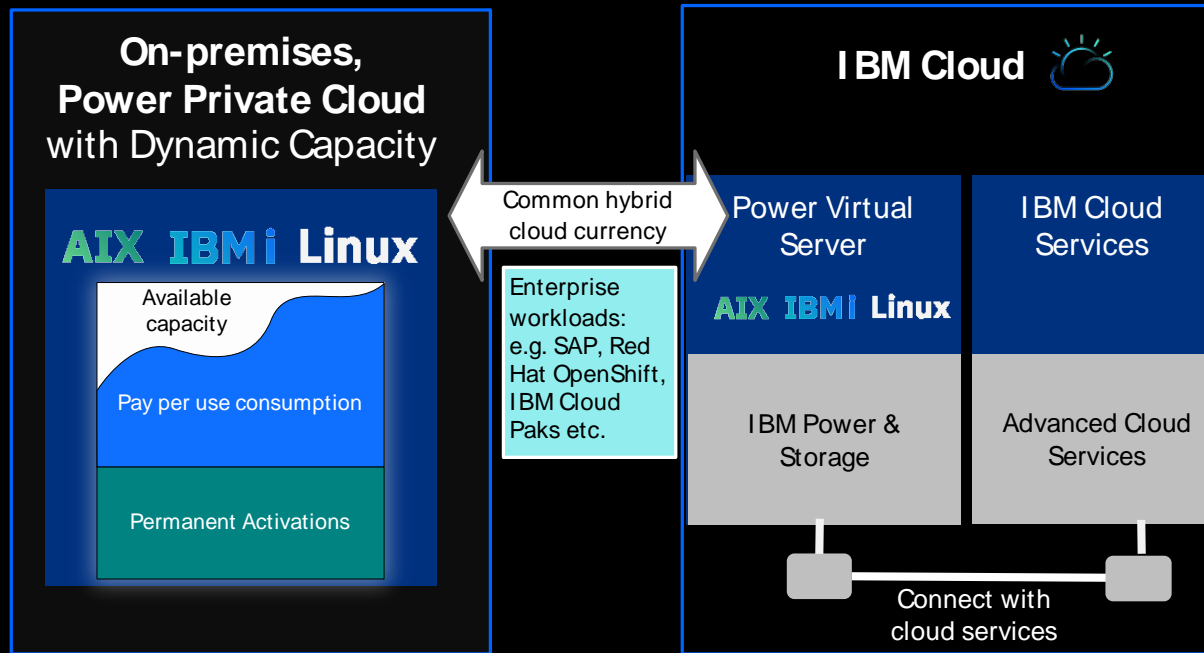 On-premises,
Power Private Cloud
with Dynamic Capacity
AIX IBM i Linux
Available
capacity
Pay per use consumption
Permanent Activations
Common hybrid
cloud currency
Enterprise
workloads:
e.g. SAP, Red
Hat OpenShift,
IBM Cloud
Paks etc.
IBM Cloud
Power Virtual
Server
AIX IBM i Linux
IBM Power &
Storage
IBM Cloud
Services
Advanced Cloud
Services
Connect with
cloud services